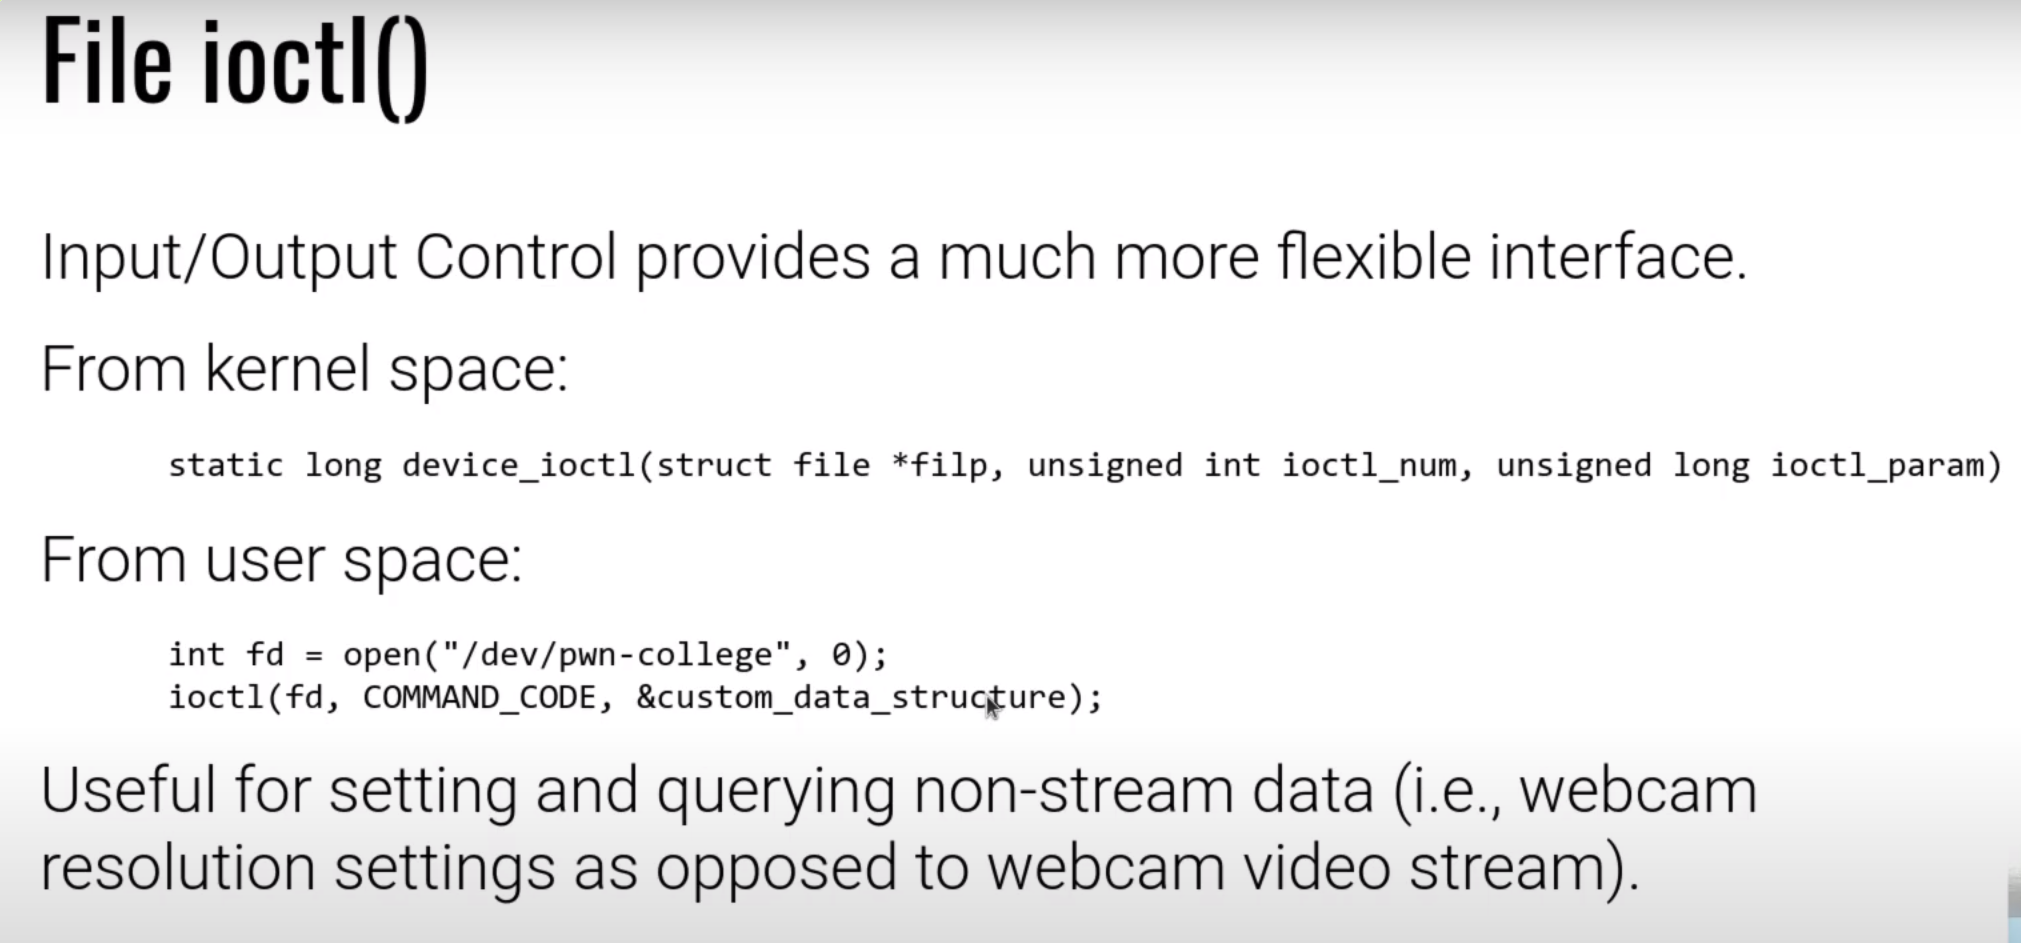 File ioctl()
Input/Output Control provides a much more flexible interface.
From kernel space:
static long device_ioctl(struct file *filp, unsigned int ioctl_num, unsigned long ioctl_param)
From user space:
int fd = open("/dev/pwn-college", 0);
ioctl(fd, COMMAND_CODE, &custom_data_structure);
Useful for setting and querying non-stream data (i.e., webcam
resolution settings as opposed to webcam video stream).